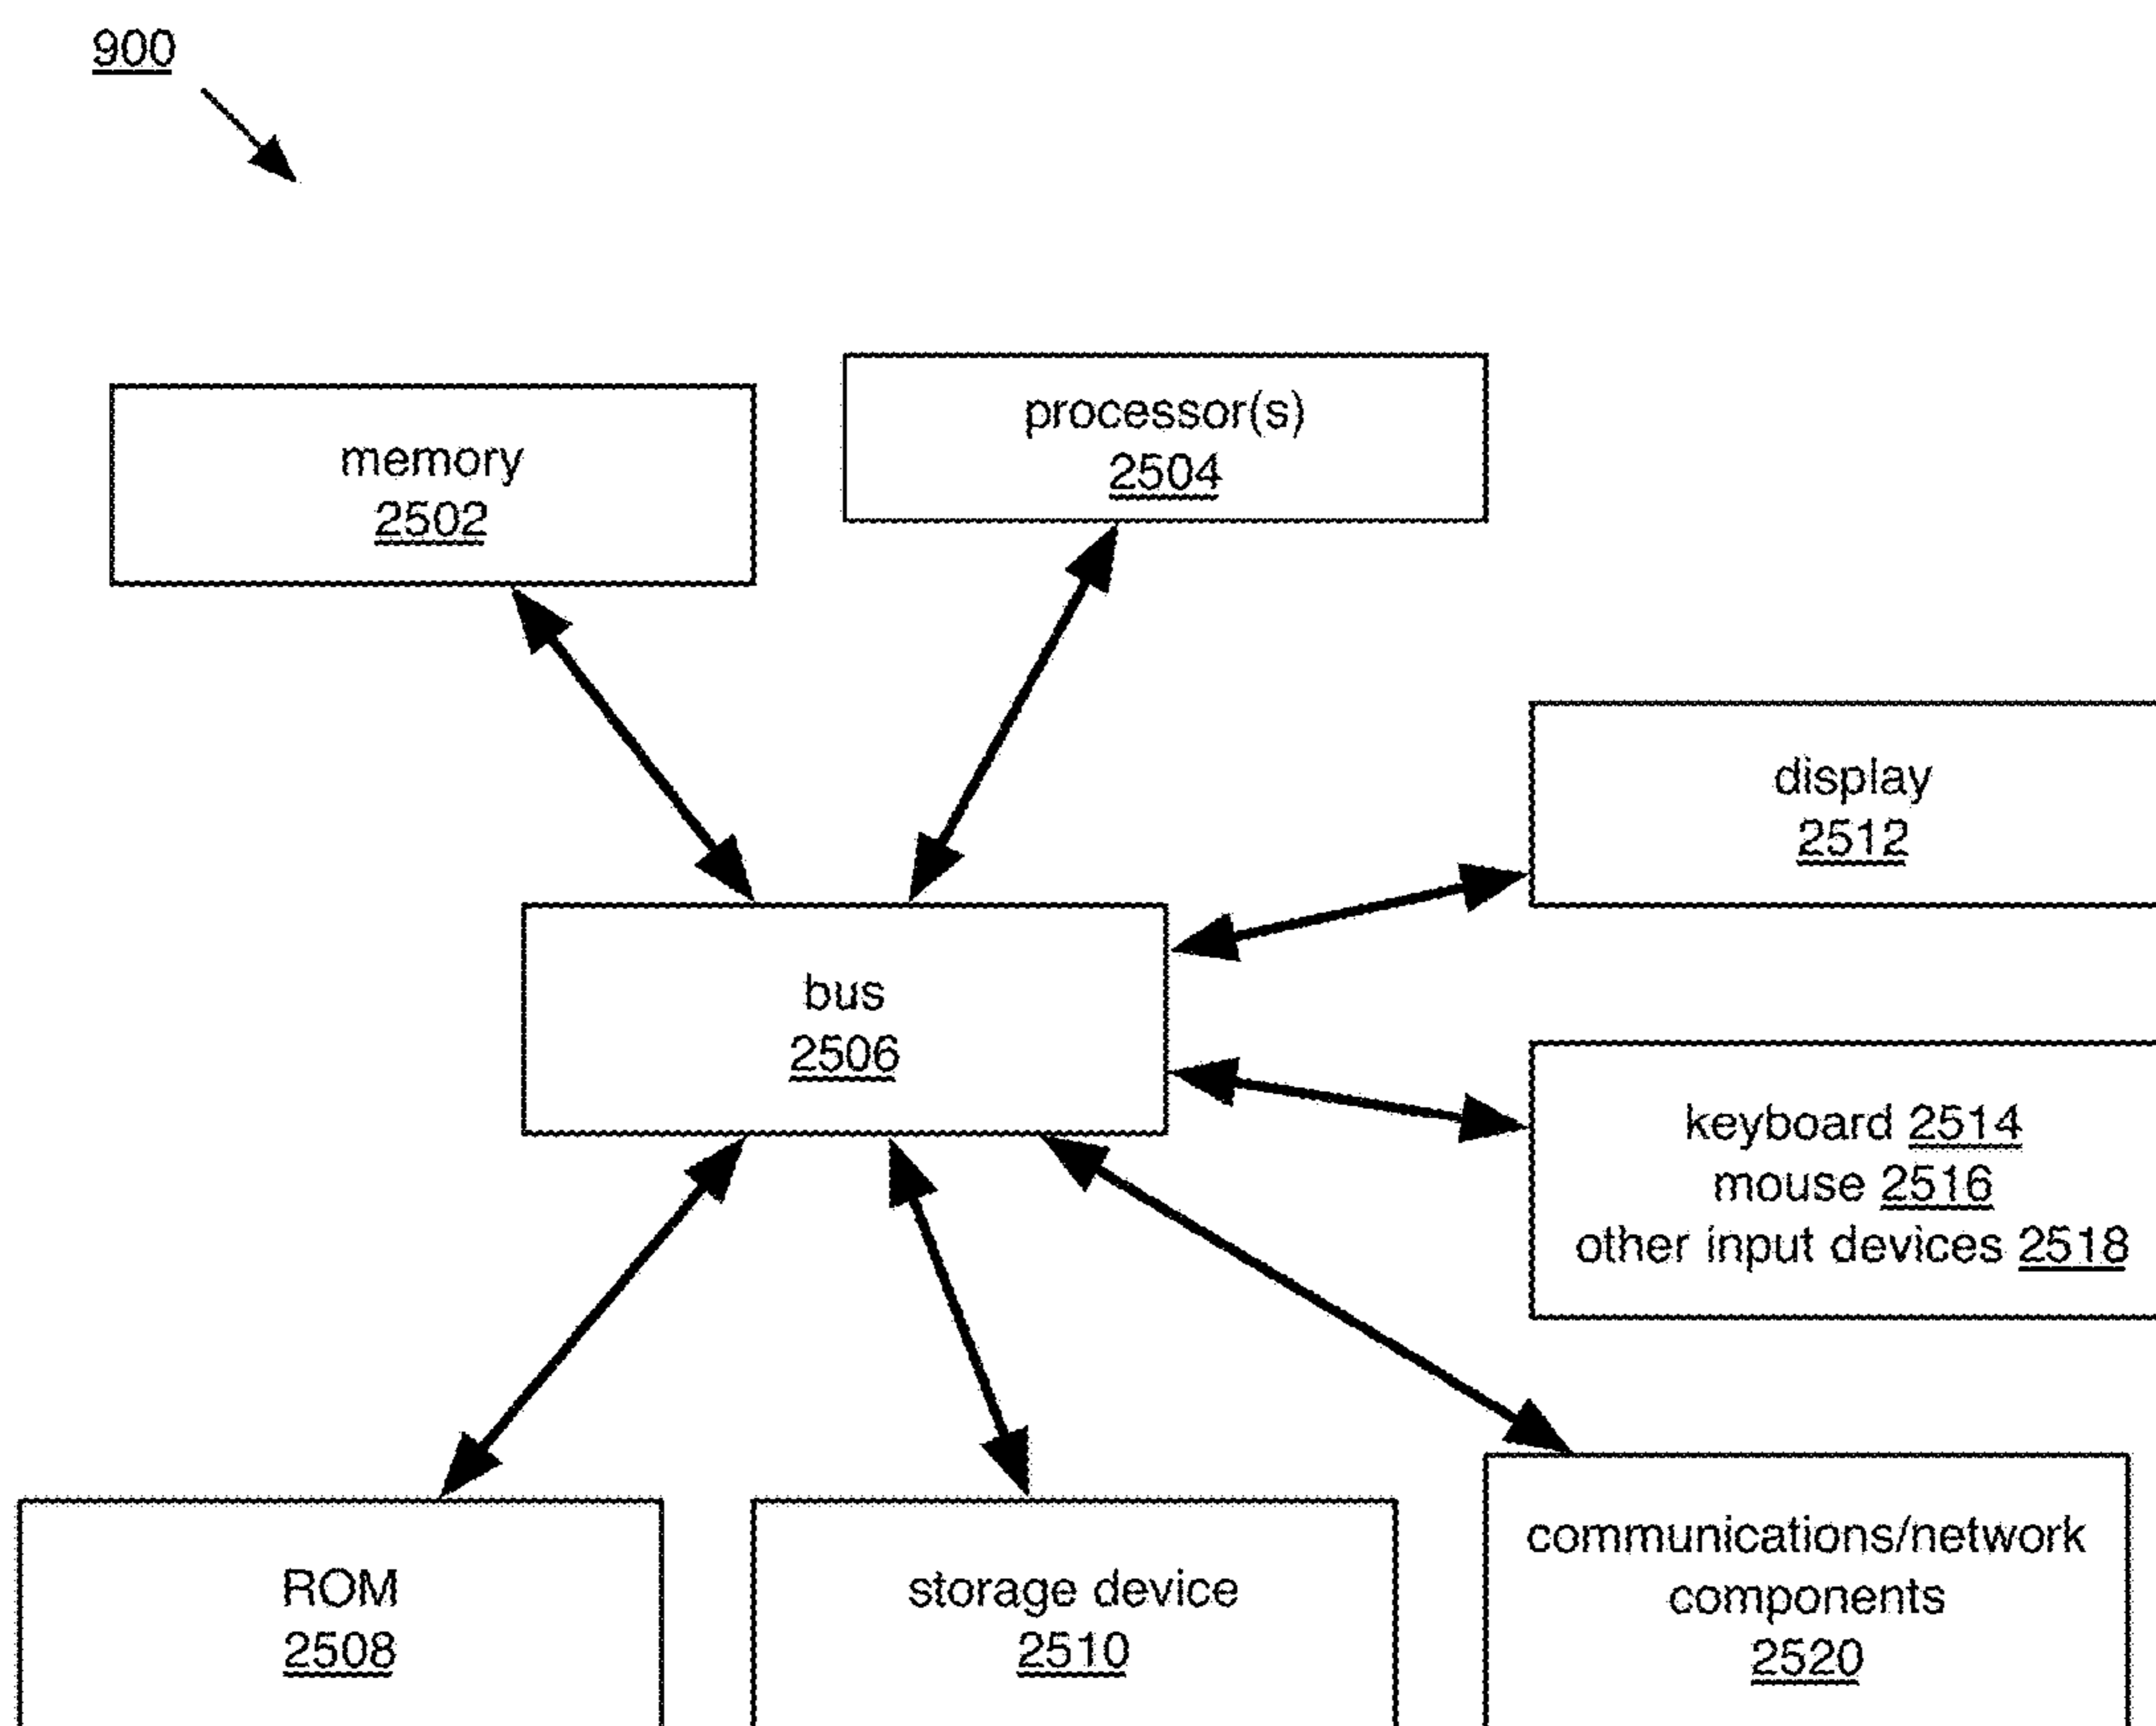 900
memory
2502
processor(s)
2504
display
2512
bus
2506
keyboard 2514
mouse 2516
other input devices 2518
ROM
2508
storage device
2510
communications/network
components
2520